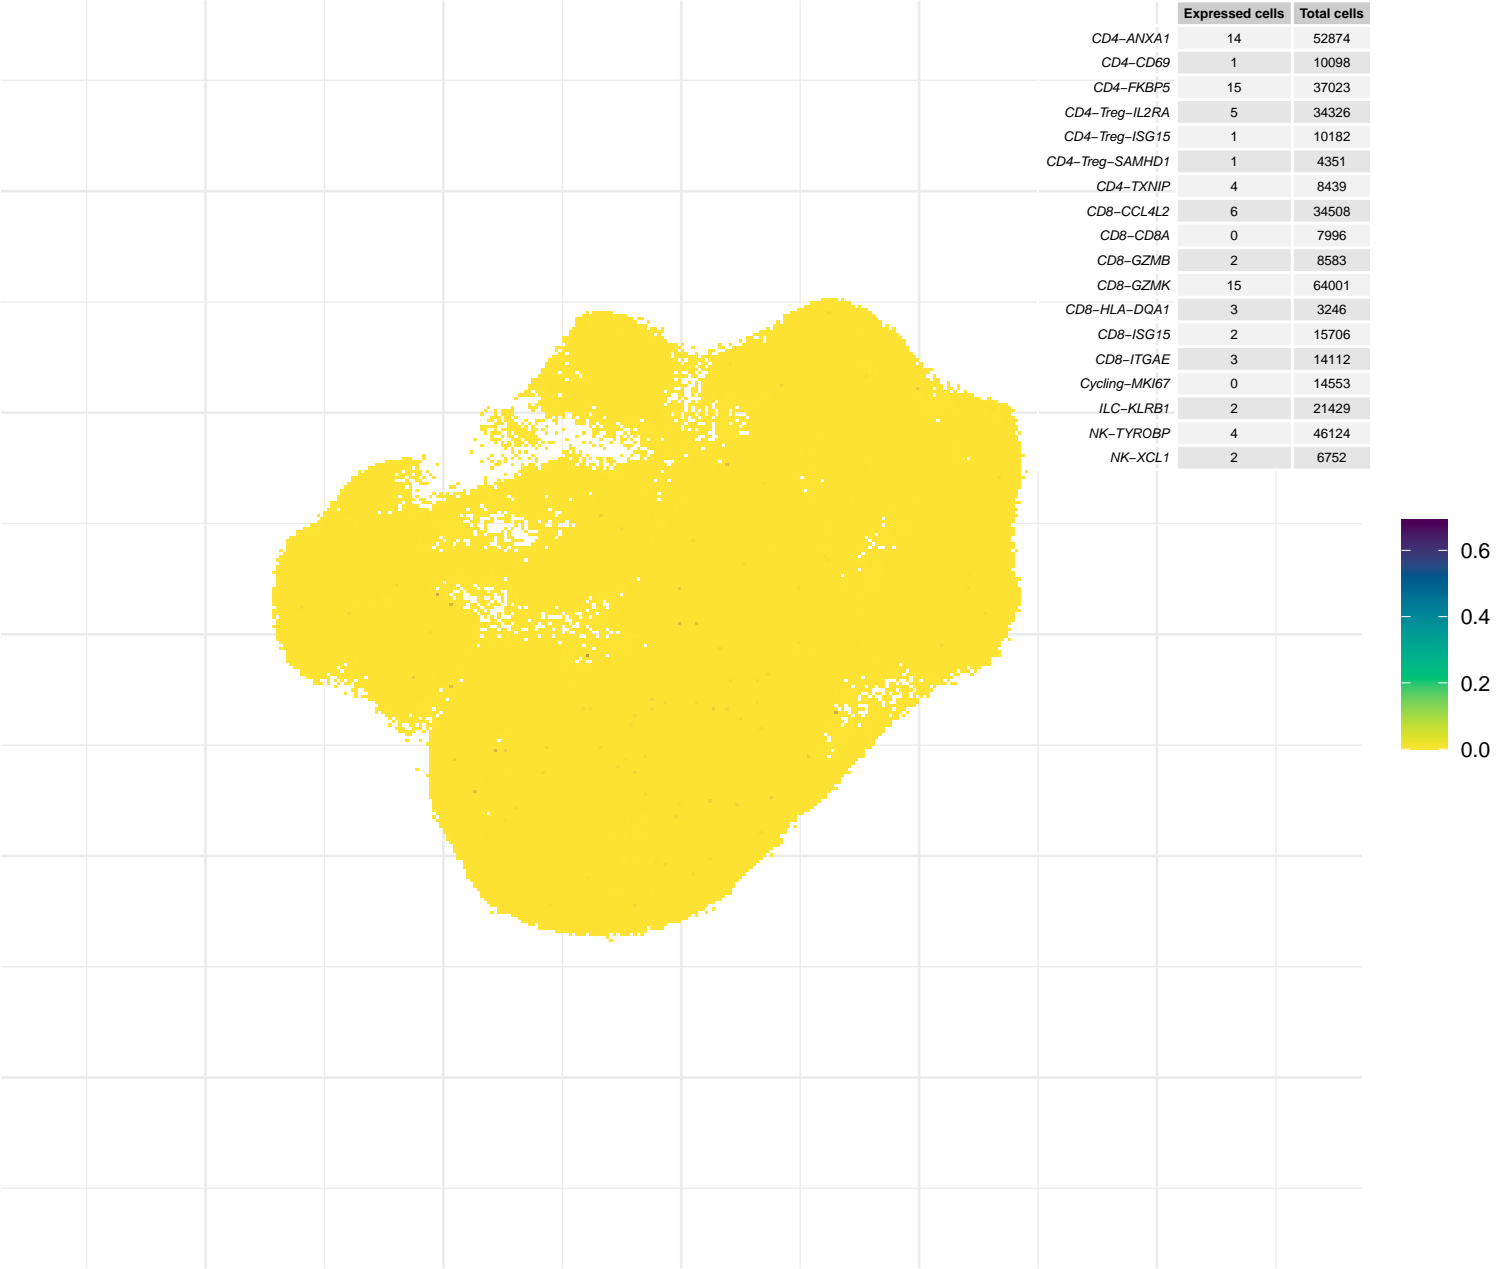 Expressed cells Total cells
CD4−ANXA1 14 52874
CD4−CD69 1 10098
CD4−FKBP5 15 37023
CD4−Treg−IL2RA 5 34326
CD4−Treg−ISG15 1 10182
CD4−Treg−SAMHD1 1 4351
CD4−TXNIP 4 8439
CD8−CCL4L2 6 34508
CD8−CD8A 0 7996
CD8−GZMB 2 8583
CD8−GZMK 15 64001
CD8−HLA−DQA1 3 3246
CD8−ISG15 2 15706
CD8−ITGAE 3 14112
Cycling−MKI67 0 14553
ILC−KLRB1 2 21429
NK−TYROBP 4 46124
NK−XCL1 2 6752
0.6
0.4
0.2
0.0